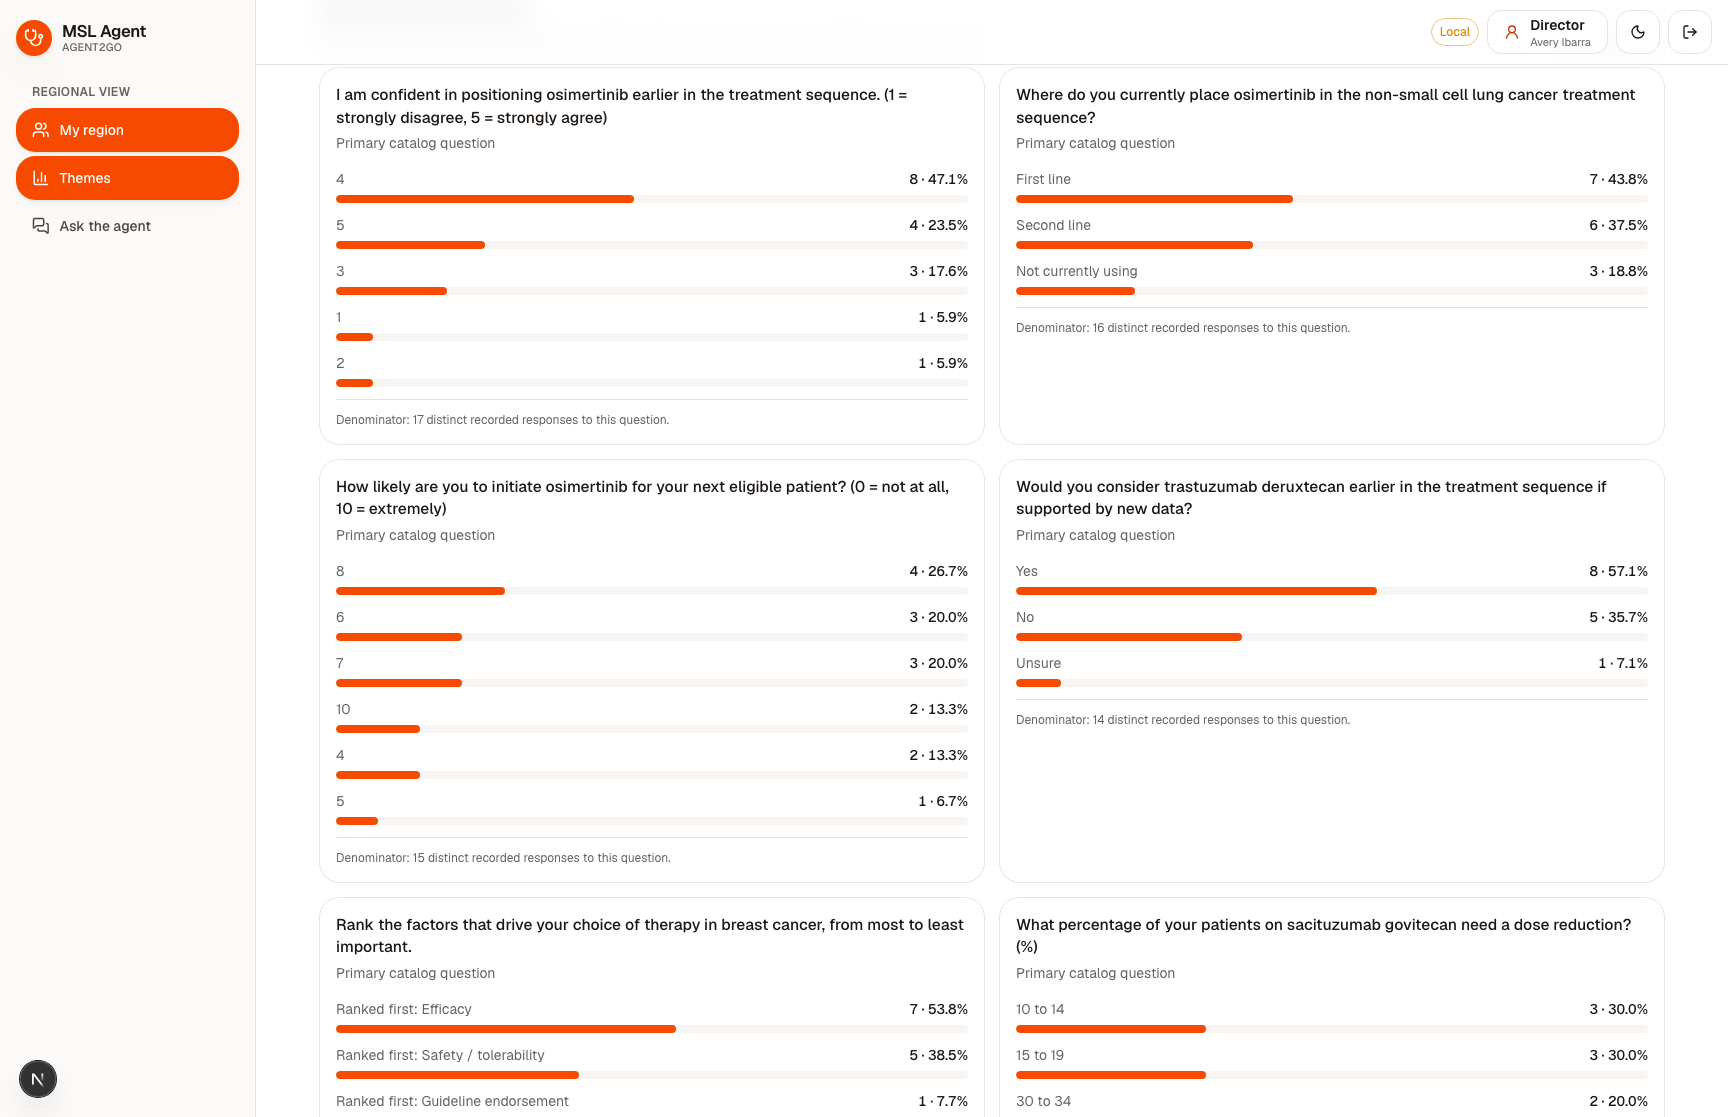 MSL Agent
AGENT2GO
REGIONAL VIEW
My region
Themes
Ask the agent
Local
Director
Avery Ibarra
I am confident in positioning osimertinib earlier in the treatment sequence. (1 =
strongly disagree, 5 = strongly agree)
Primary catalog question
4
8 · 47.1%
5
4 · 23.5%
3
3 · 17.6%
1
1 · 5.9%
2
1 · 5.9%
Denominator: 17 distinct recorded responses to this question.
Where do you currently place osimertinib in the non-small cell lung cancer treatment
sequence?
Primary catalog question
First line
7 · 43.8%
Second line
6 · 37.5%
Not currently using
3 · 18.8%
Denominator: 16 distinct recorded responses to this question.
How likely are you to initiate osimertinib for your next eligible patient? (0 = not at all,
10 = extremely)
Primary catalog question
8
4 · 26.7%
6
3 · 20.0%
7
3 · 20.0%
10
2 · 13.3%
4
2 · 13.3%
5
1 · 6.7%
Denominator: 15 distinct recorded responses to this question.
Would you consider trastuzumab deruxtecan earlier in the treatment sequence if
supported by new data?
Primary catalog question
Yes
8 · 57.1%
No
5 · 35.7%
Unsure
1 · 7.1%
Denominator: 14 distinct recorded responses to this question.
Rank the factors that drive your choice of therapy in breast cancer, from most to least
important.
Primary catalog question
Ranked first: Efficacy
7 · 53.8%
Ranked first: Safety / tolerability
5 · 38.5%
Ranked first: Guideline endorsement
1 · 7.7%
What percentage of your patients on sacituzumab govitecan need a dose reduction?
(%)
Primary catalog question
10 to 14
3 · 30.0%
15 to 19
3 · 30.0%
30 to 34
2 · 20.0%
N